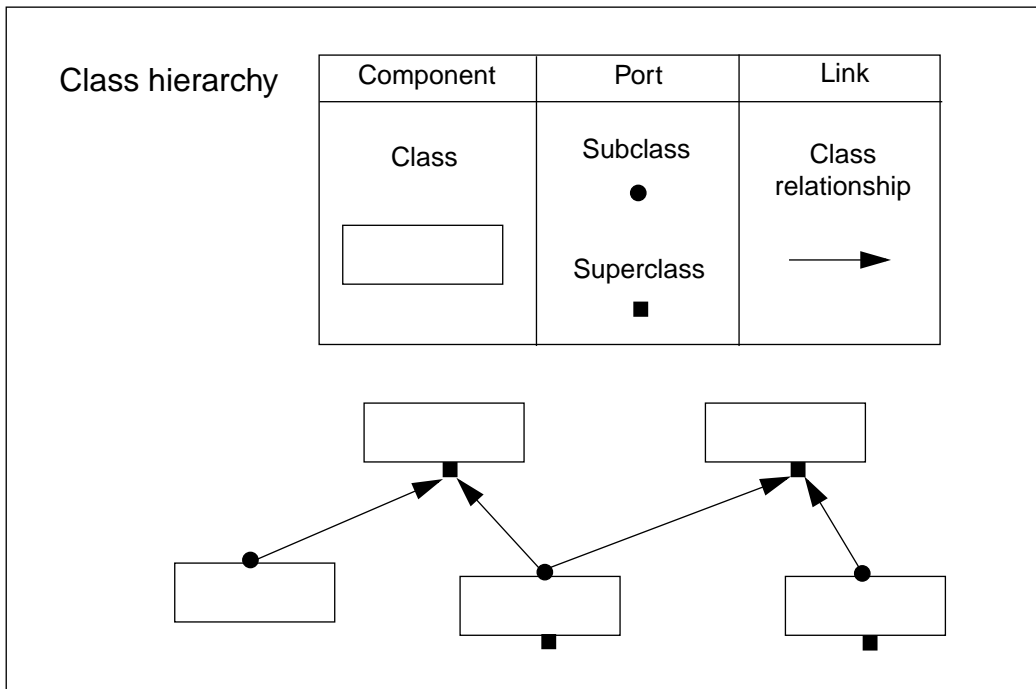 Class hierarchy
Component
Port
Link
Class
Subclass
Superclass
Class
relationship